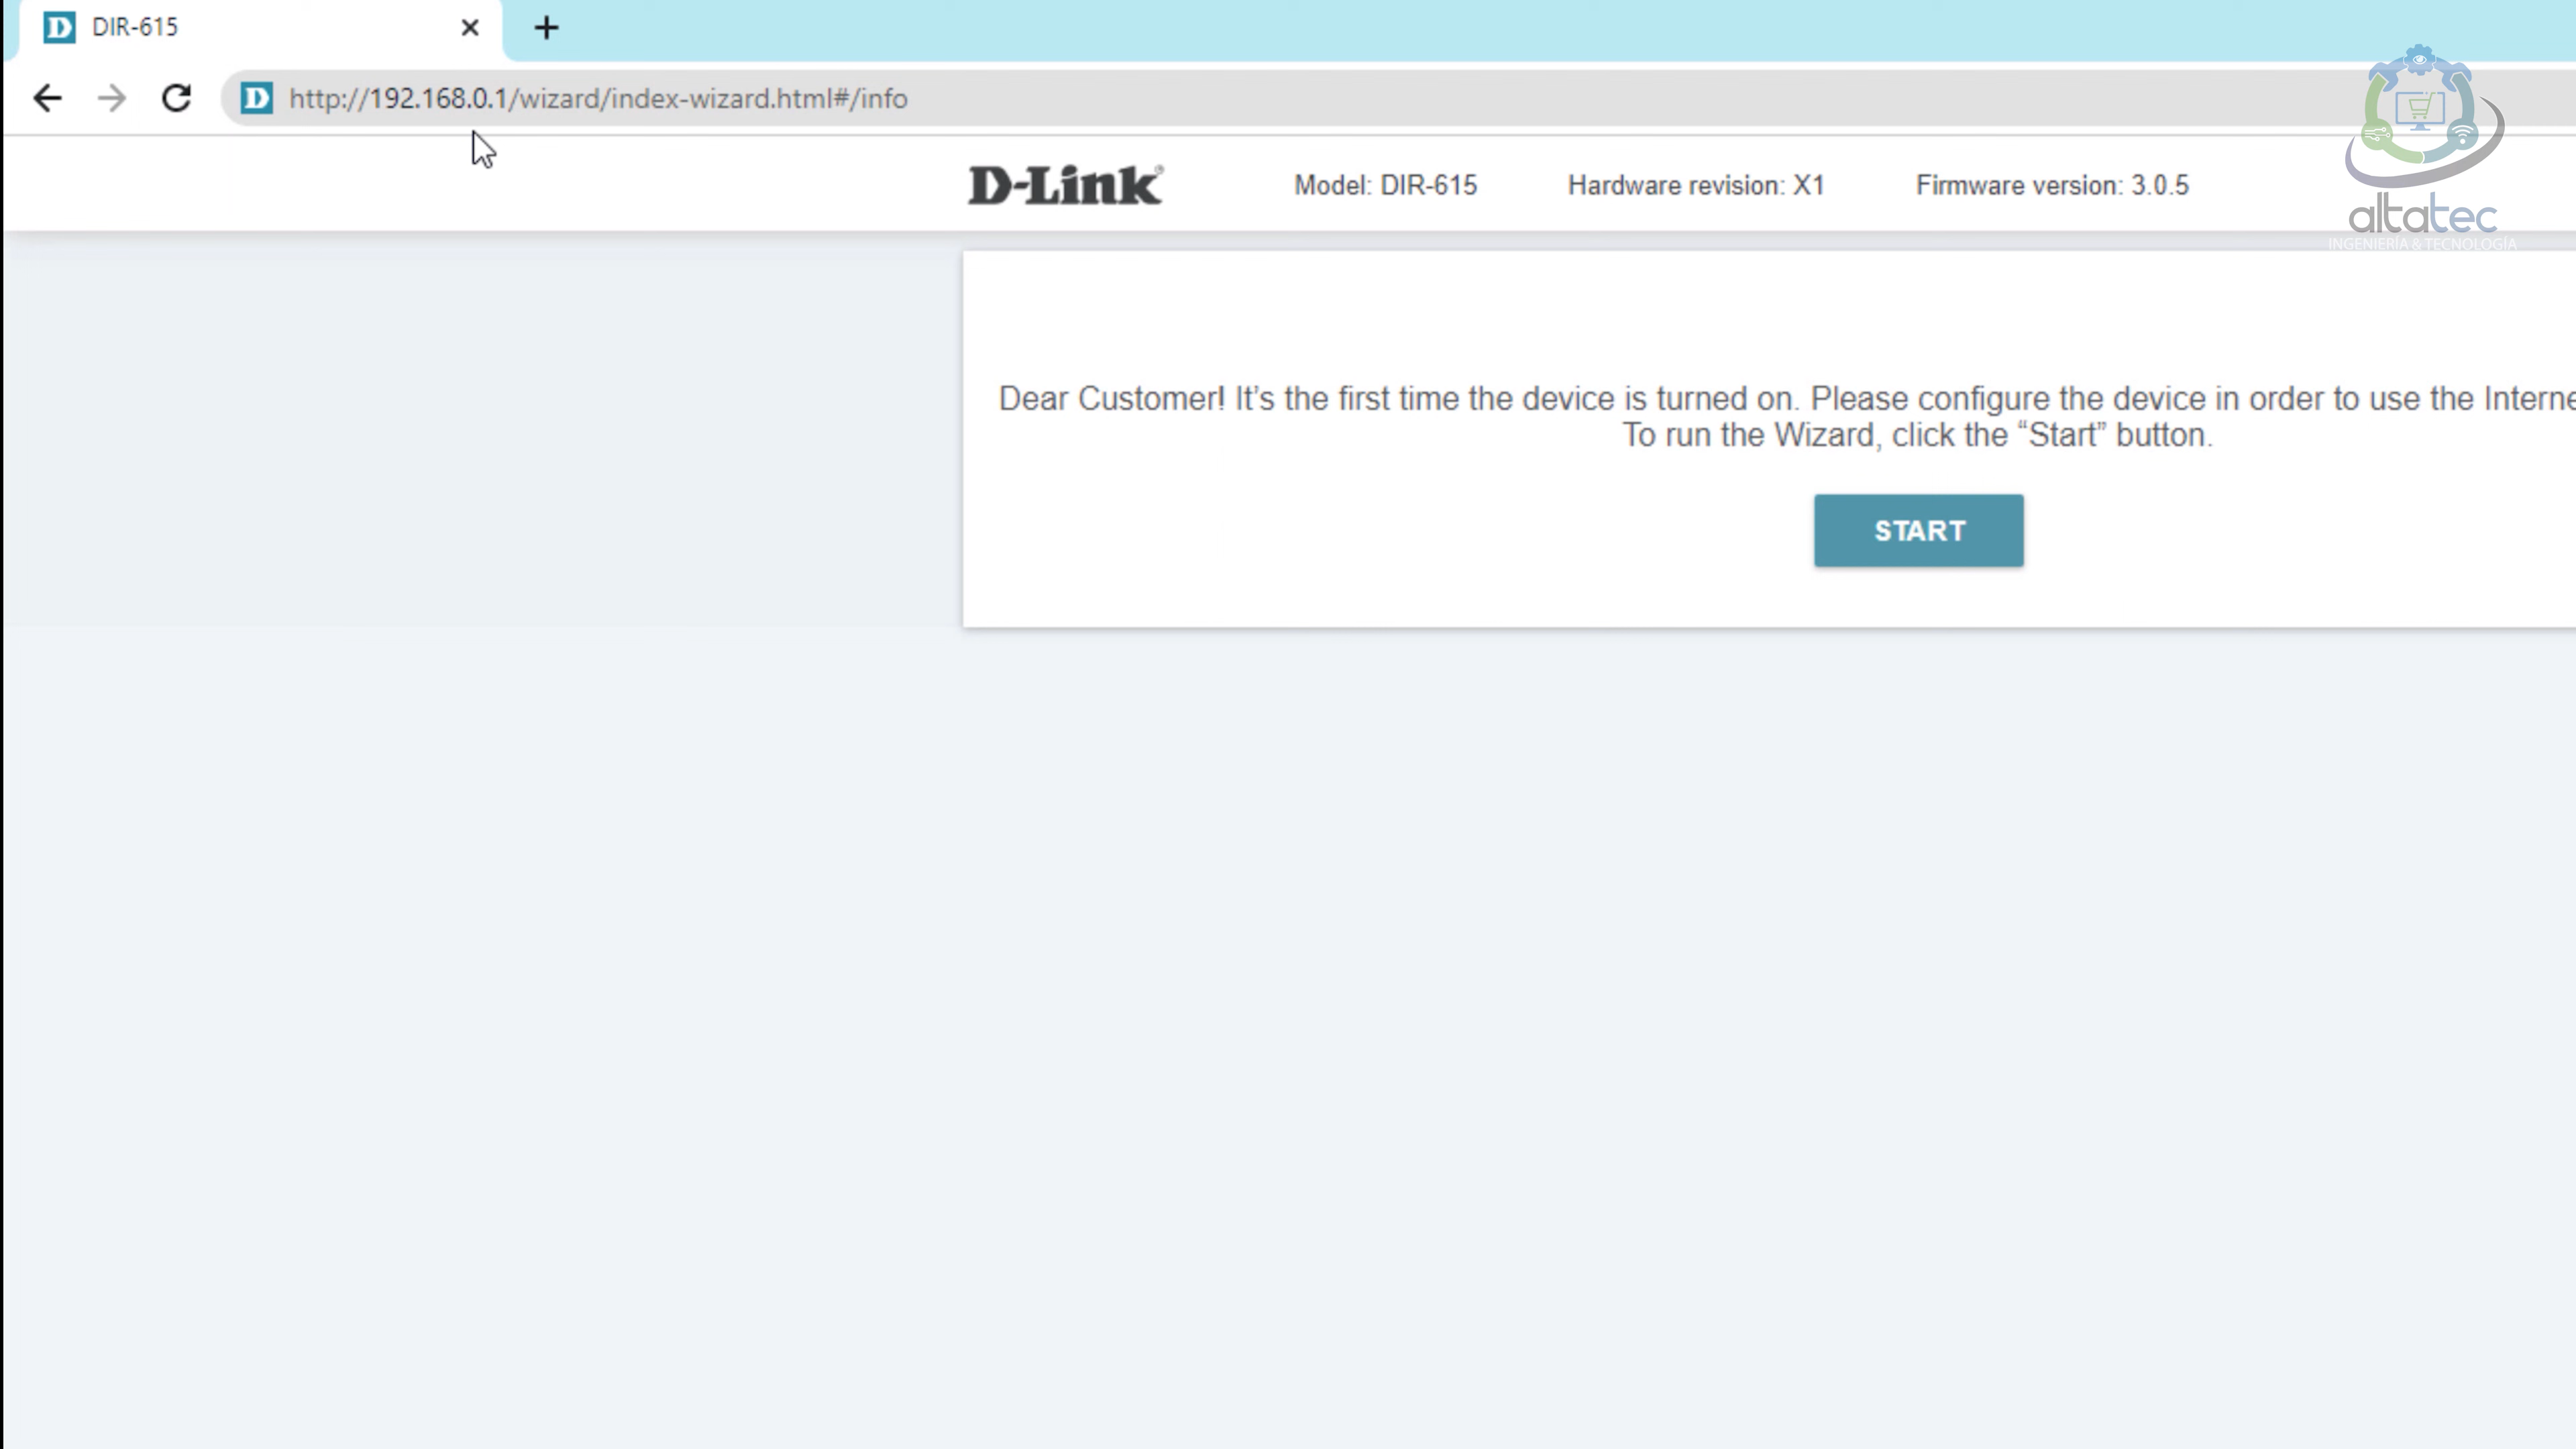 DIR-615
http://192.168.0.1/wizard/index-wizard.html#/info
D-Link
Model: DIR-615 Hardware revision: X1 Firmware version: 3.0.5
altatec
INGENIERÍA & TECNOLOGÍA
Dear Customer! It's the first time the device is turned on. Please configure the device in order to use the Interne
To run the Wizard, click the “Start” button.
START